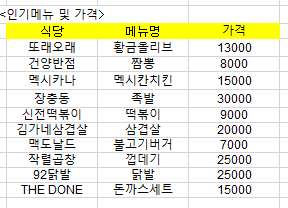 <인기메뉴 및 가격>
식당 메뉴명 가격
또래오래 황금올리브 13000
건양반점 짬뽕 8000
멕시카나 멕시칸치킨 15000
장충동 족발 30000
신전떡볶이 떡볶이 9000
김가네삼겹살 삼겹살 20000
맥도날드 불고기버거 7000
작렬곱창 껍데기 25000
92닭발 닭발 25000
THE DONE 돈까스세트 15000